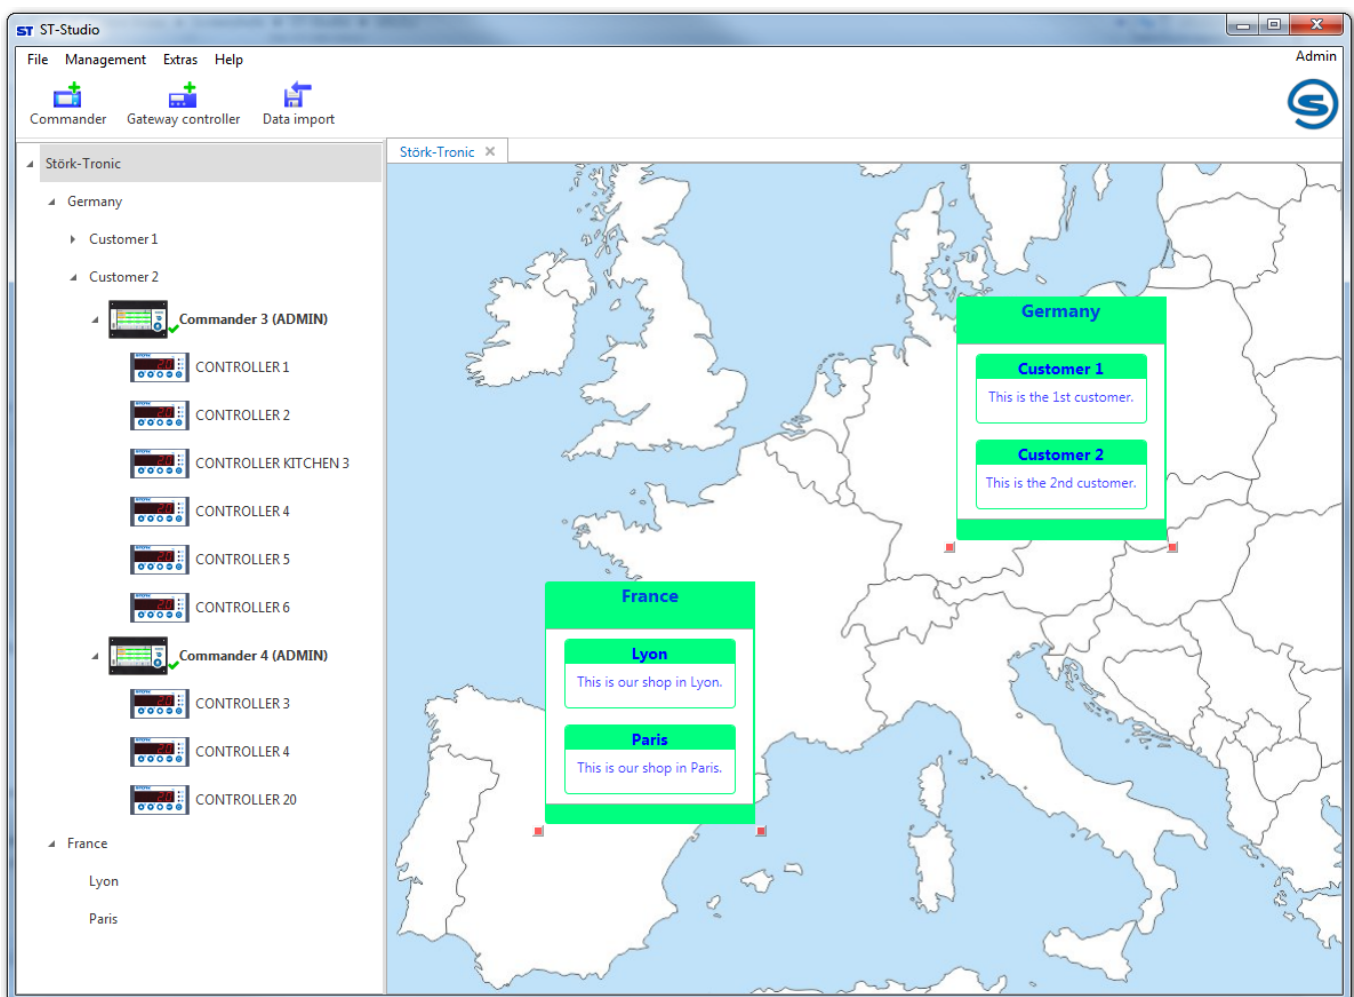 ST ST-Studio
File Management Extras Help
Admin
Commander Gateway controller Data import
Störk-Tronic
Germany
Customer 1
Customer 2
Commander 3 (ADMIN)
CONTROLLER 1
CONTROLLER 2
CONTROLLER KITCHEN 3
CONTROLLER 4
CONTROLLER 5
CONTROLLER 6
Commander 4 (ADMIN)
CONTROLLER 3
CONTROLLER 4
CONTROLLER 20
France
Lyon
Paris
Störk-Tronic
Germany
Customer 1
This is the 1st customer.
Customer 2
This is the 2nd customer.
France
Lyon
This is our shop in Lyon.
Paris
This is our shop in Paris.